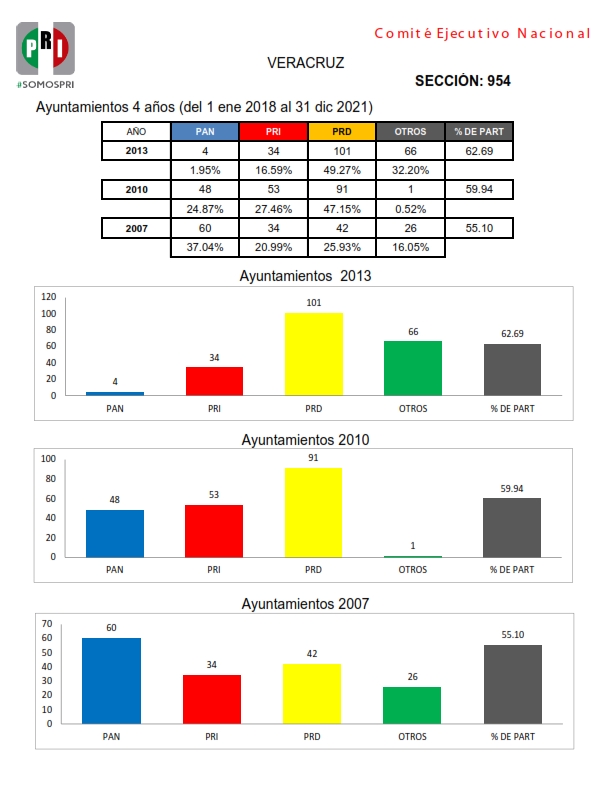 Comité Ejecutivo Nacional
PRI
#SOMOSPRI
VERACRUZ
SECCIÓN: 954
Ayuntamientos 4 años (del 1 ene 2018 al 31 dic 2021)
AÑO PAN PRI PRD OTROS % DE PART
2013 4 34 101 66 62.69
1.95% 16.59% 49.27% 32.20%
2010 48 53 91 1 59.94
24.87% 27.46% 47.15% 0.52%
2007 60 34 42 26 55.10
37.04% 20.99% 25.93% 16.05%
Ayuntamientos 2013
120
100
80
60
40
20
0
4 34 101 66 62.69
PAN PRI PRD OTROS % DE PART
Ayuntamientos 2010
100
80
60
40
20
0
48 53 91 1 59.94
PAN PRI PRD OTROS % DE PART
Ayuntamientos 2007
70
60
50
40
30
20
10
0
60 34 42 26 55.10
PAN PRI PRD OTROS % DE PART